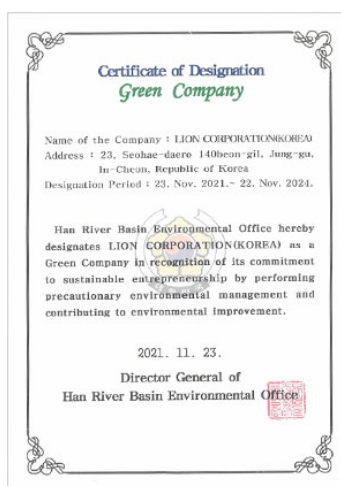 Certificate of Designation
Green Company
Name of the Company : LION CORPORATION(KOREA)
Address : 23, Seohae-daero 140beon-gil, Jung-gu,
In-Cheon, Republic of Korea
Designation Period : 23. Nov. 2021.~ 22. Nov. 2024.
Han River Basin Environmental Office hereby
designates LION CORPORATION(KOREA) as a
Green Company in recognition of its commitment
to sustainable entrepreneurship by performing
precautionary environmental management and
contributing to environmental improvement.
2021. 11. 23.
Director General of
Han River Basin Environmental Office